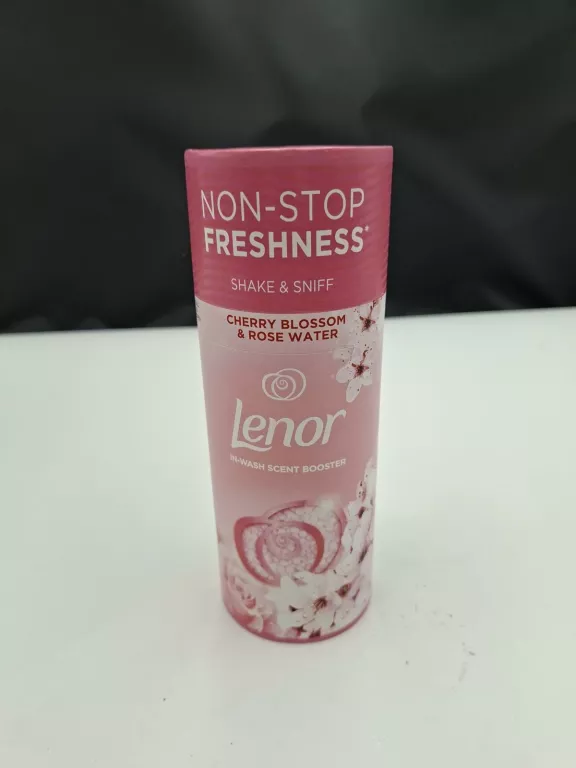 NON-STOP
FRESHNESS*
SHAKE & SNIFF
CHERRY BLOSSOM
& ROSE WATER
Lenor
IN-WASH SCENT BOOSTER